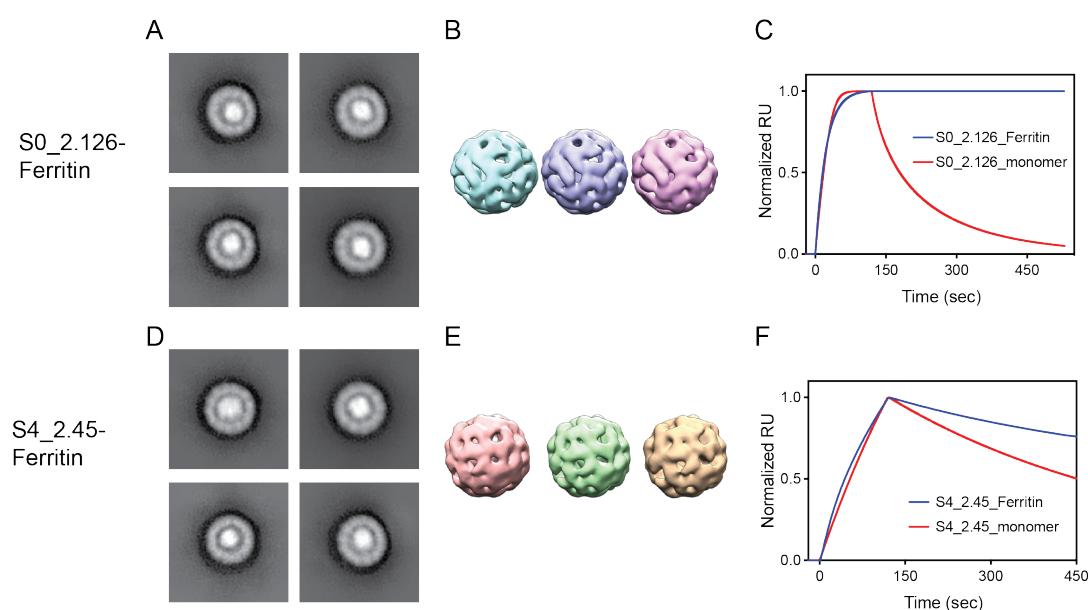 A
B
C
S0_2.126-
Ferritin
Normalized RU
1.0
0.5
0.0
S0_2.126_Ferritin
S0_2.126_monomer
0
150
300
450
Time (sec)
D
E
F
S4_2.45-
Ferritin
Normalized RU
1.0
0.5
0.0
S4_2.45_Ferritin
S4_2.45_monomer
0
150
300
450
Time (sec)